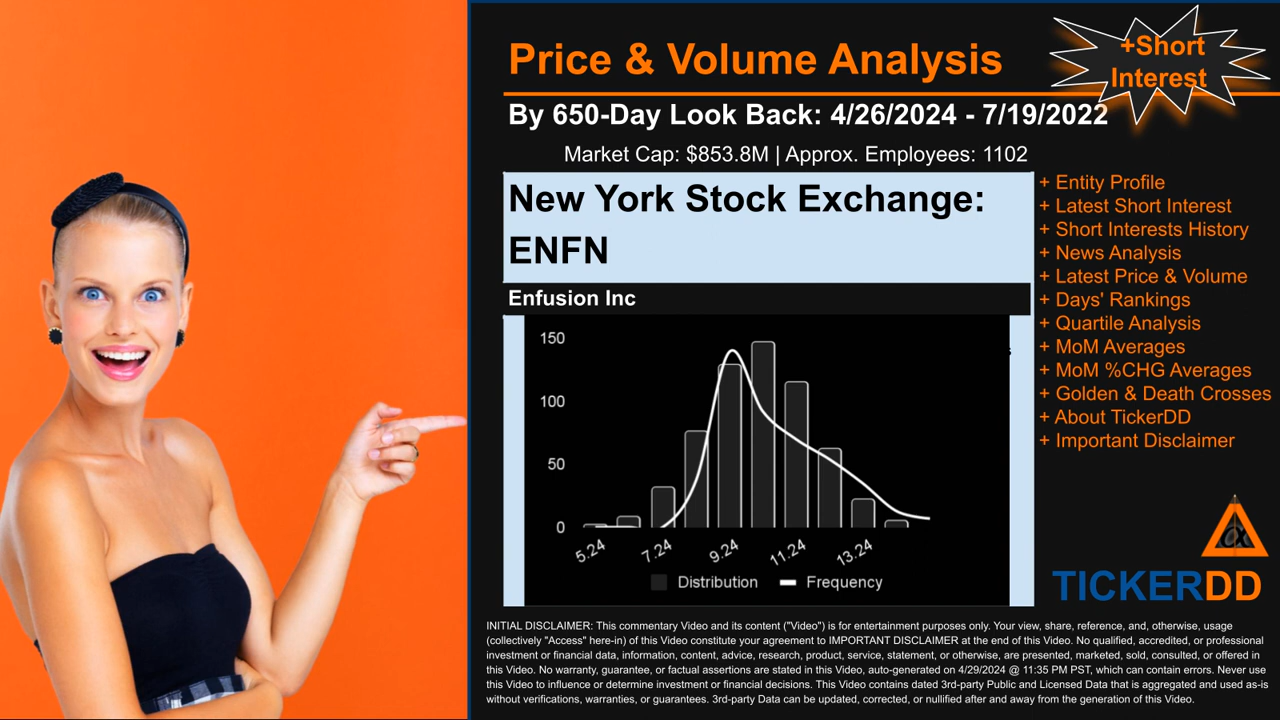 Price & Volume Analysis
+Short
Interest
By 650-Day Look Back: 4/26/2024 - 7/19/2022
Market Cap: $853.8M | Approx. Employees: 1102
New York Stock Exchange:
ENFN
Enfusion Inc
150
100
50
0
5.24
7.24
9.24
11.24
13.24
Distribution
Frequency
+ Entity Profile
+ Latest Short Interest
+ Short Interests History
+ News Analysis
+ Latest Price & Volume
+ Days' Rankings
+ Quartile Analysis
+ MoM Averages
+ MoM %CHG Averages
+ Golden & Death Crosses
+ About TickerDD
+ Important Disclaimer
TICKERDD
INITIAL DISCLAIMER: This commentary Video and its content ("Video") is for entertainment purposes only. Your view, share, reference, and, otherwise, usage
(collectively "Access" here-in) of this Video constitute your agreement to IMPORTANT DISCLAIMER at the end of this Video. No qualified, accredited, or professional
investment or financial data, information, content, advice, research, product, service, statement, or otherwise, are presented, marketed, sold, consulted, or offered in
this Video. No warranty, guarantee, or factual assertions are stated in this Video, auto-generated on 4/29/2024 @ 11:35 PM PST, which can contain errors. Never use
this Video to influence or determine investment or financial decisions. This Video contains dated 3rd-party Public and Licensed Data that is aggregated and used as-is
without verifications, warranties, or guarantees. 3rd-party Data can be updated, corrected, or nullified after and away from the generation of this Video.